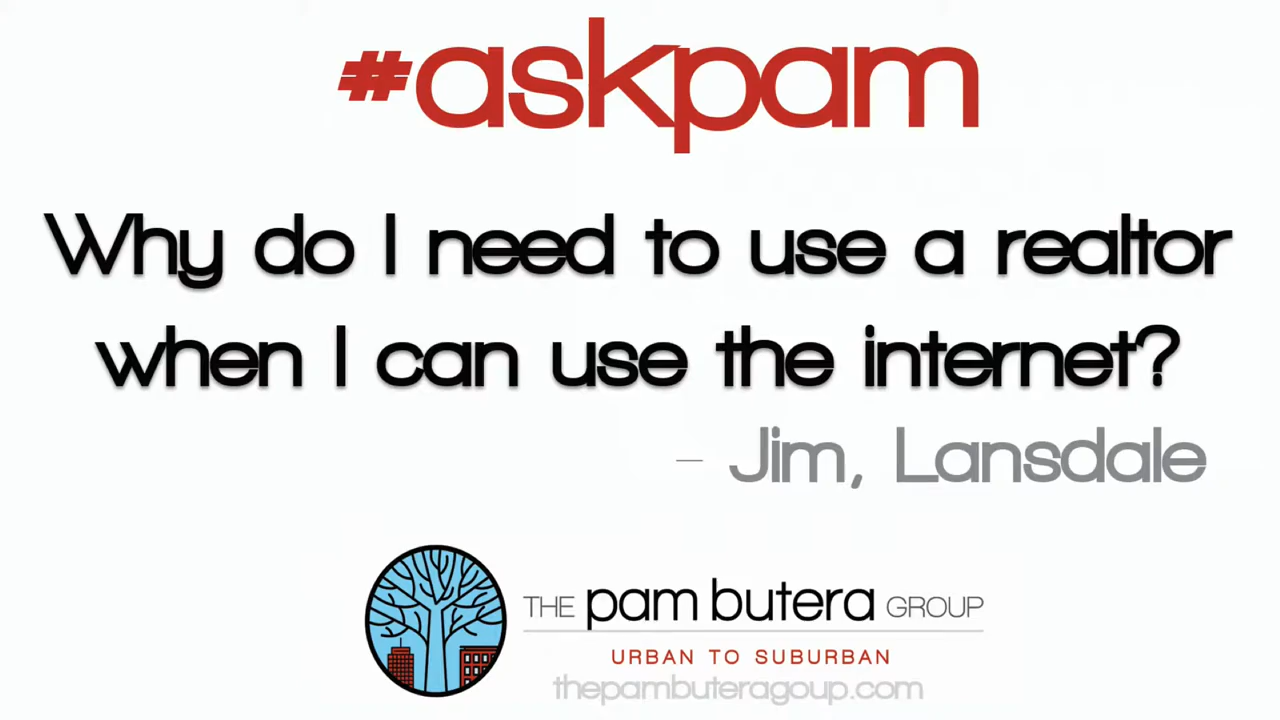 #askpam
Why do I need to use a realtor
when I can use the internet?
- Jim, Lansdale
THE pam butera GROUP
URBAN TO SUBURBAN
thepambuteragoup.com